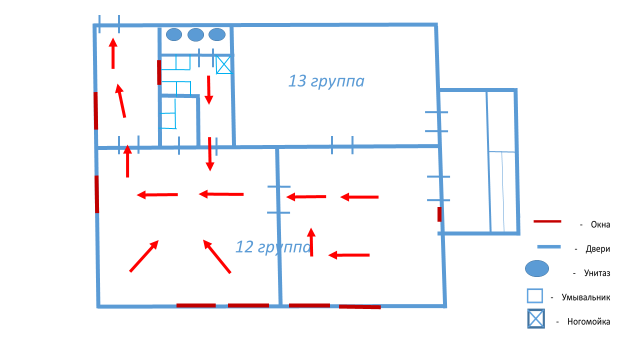 13 группа
12 группа
- Окна
- Двери
- Унитаз
- Умывальник
- Ногомойка